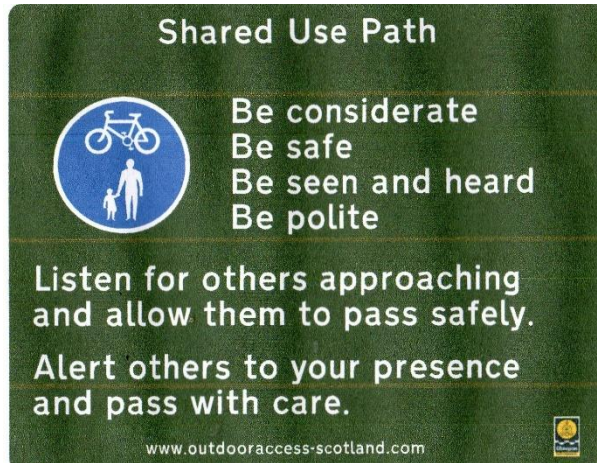 Shared Use Path
Be considerate
Be safe
Be seen and heard
Be polite
Listen for others approaching
and allow them to pass safely.
Alert others to your presence
and pass with care.
www.outdooraccess-scotland.com